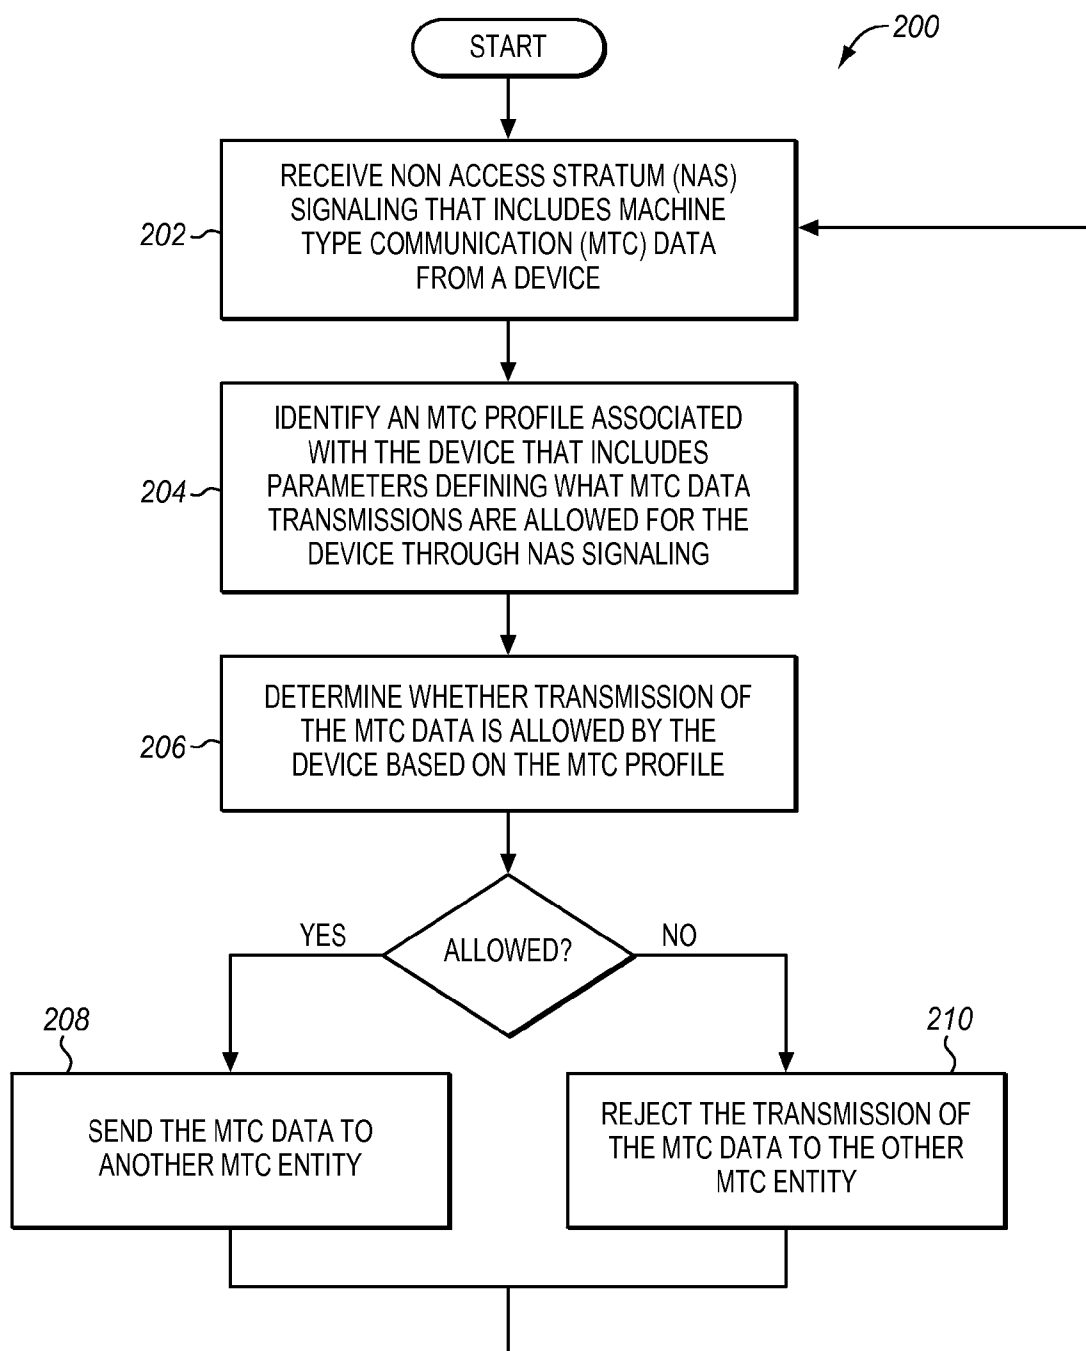 START
200
RECEIVE NON ACCESS STRATUM (NAS)
SIGNALING THAT INCLUDES MACHINE
TYPE COMMUNICATION (MTC) DATA
FROM A DEVICE
202
IDENTIFY AN MTC PROFILE ASSOCIATED
WITH THE DEVICE THAT INCLUDES
PARAMETERS DEFINING WHAT MTC DATA
TRANSMISSIONS ARE ALLOWED FOR THE
DEVICE THROUGH NAS SIGNALING
204
DETERMINE WHETHER TRANSMISSION OF
THE MTC DATA IS ALLOWED BY THE
DEVICE BASED ON THE MTC PROFILE
206
YES
ALLOWED?
NO
208
SEND THE MTC DATA TO
ANOTHER MTC ENTITY
210
REJECT THE TRANSMISSION OF
THE MTC DATA TO THE OTHER
MTC ENTITY